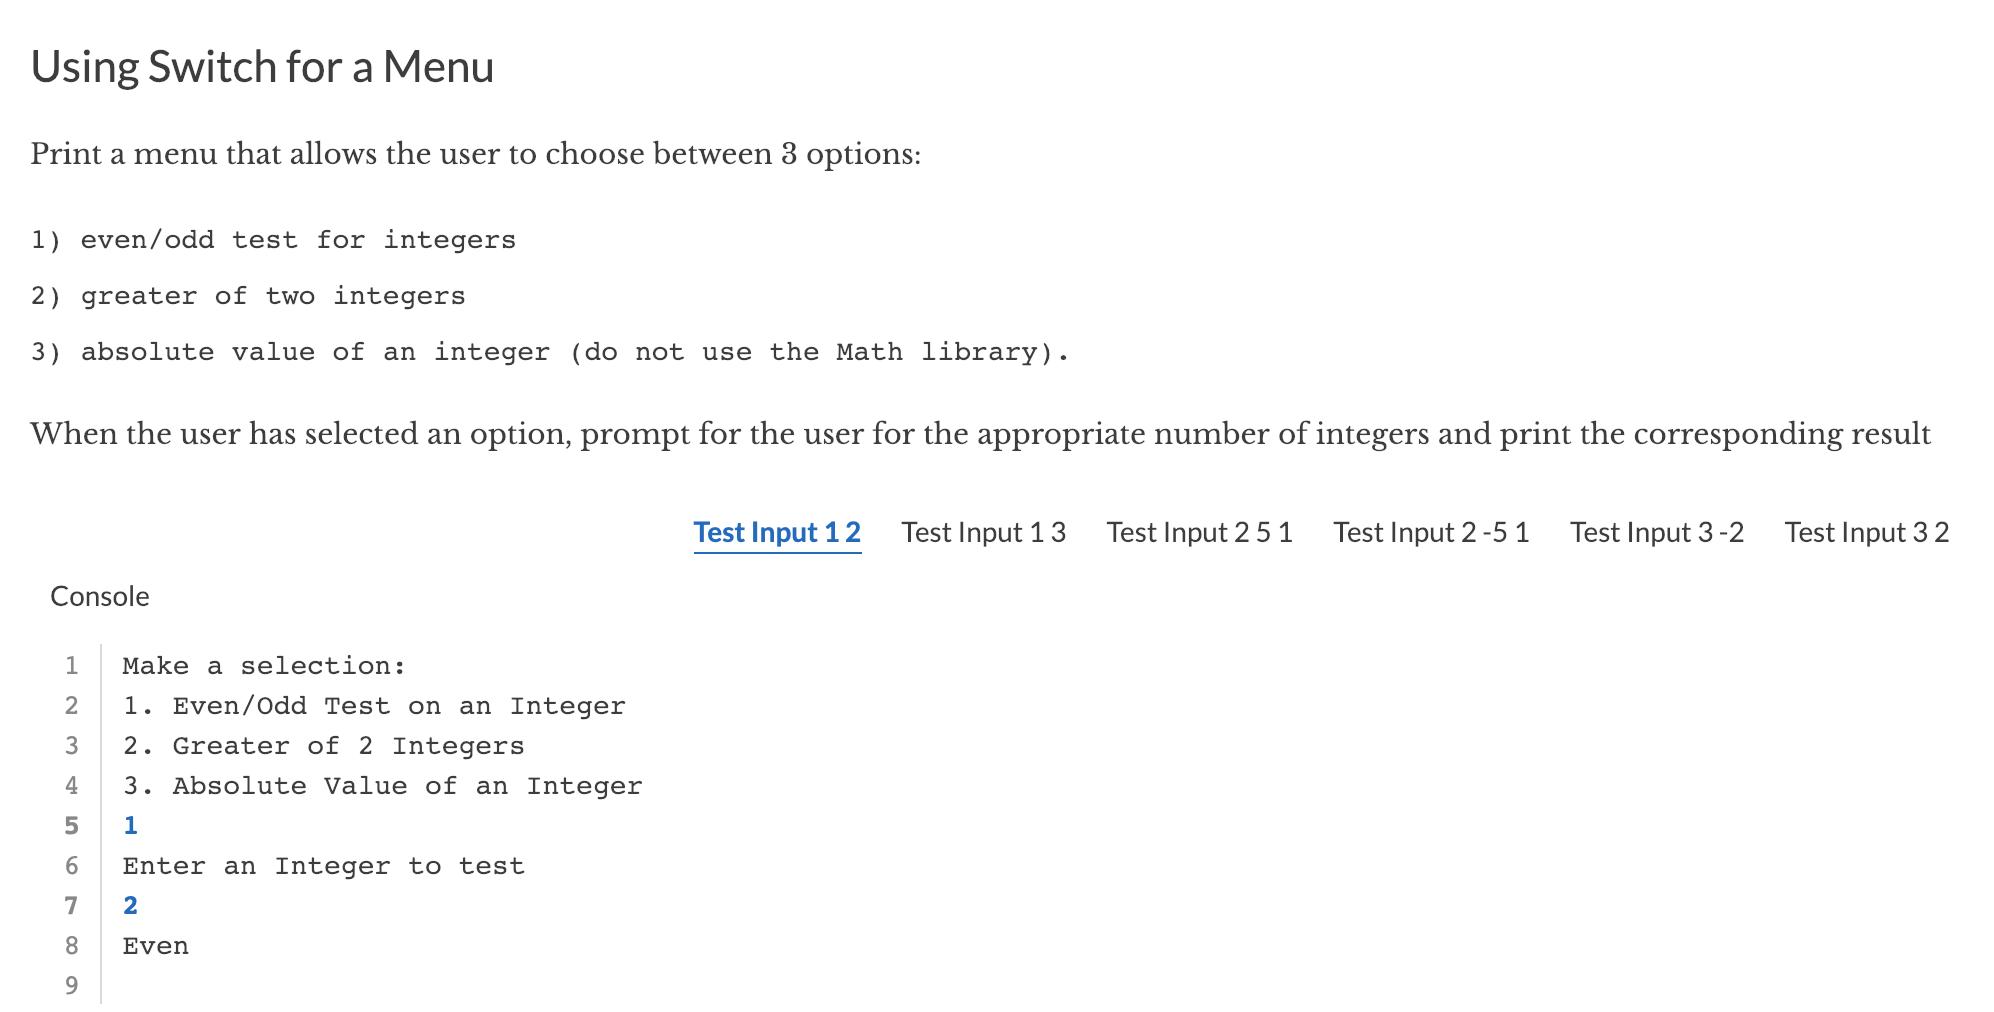 Using Switch for a Menu
Print a menu that allows the user to choose between 3 options:
1) even/odd test for integers
2) greater of two integers
3) absolute value of an integer (do not use the Math library).
When the user has selected an option, prompt for the user for the appropriate number of integers and print the corresponding result
Test Input 1 2 Test Input 1 3 Test Input 2 5 1 Test Input 2 -5 1 Test Input 3 -2 Test Input 3 2
Console
1 Make a selection:
2 1. Even/Odd Test on an Integer
3 2. Greater of 2 Integers
4 3. Absolute Value of an Integer
5 1
6 Enter an Integer to test
7 2
8 Even
9